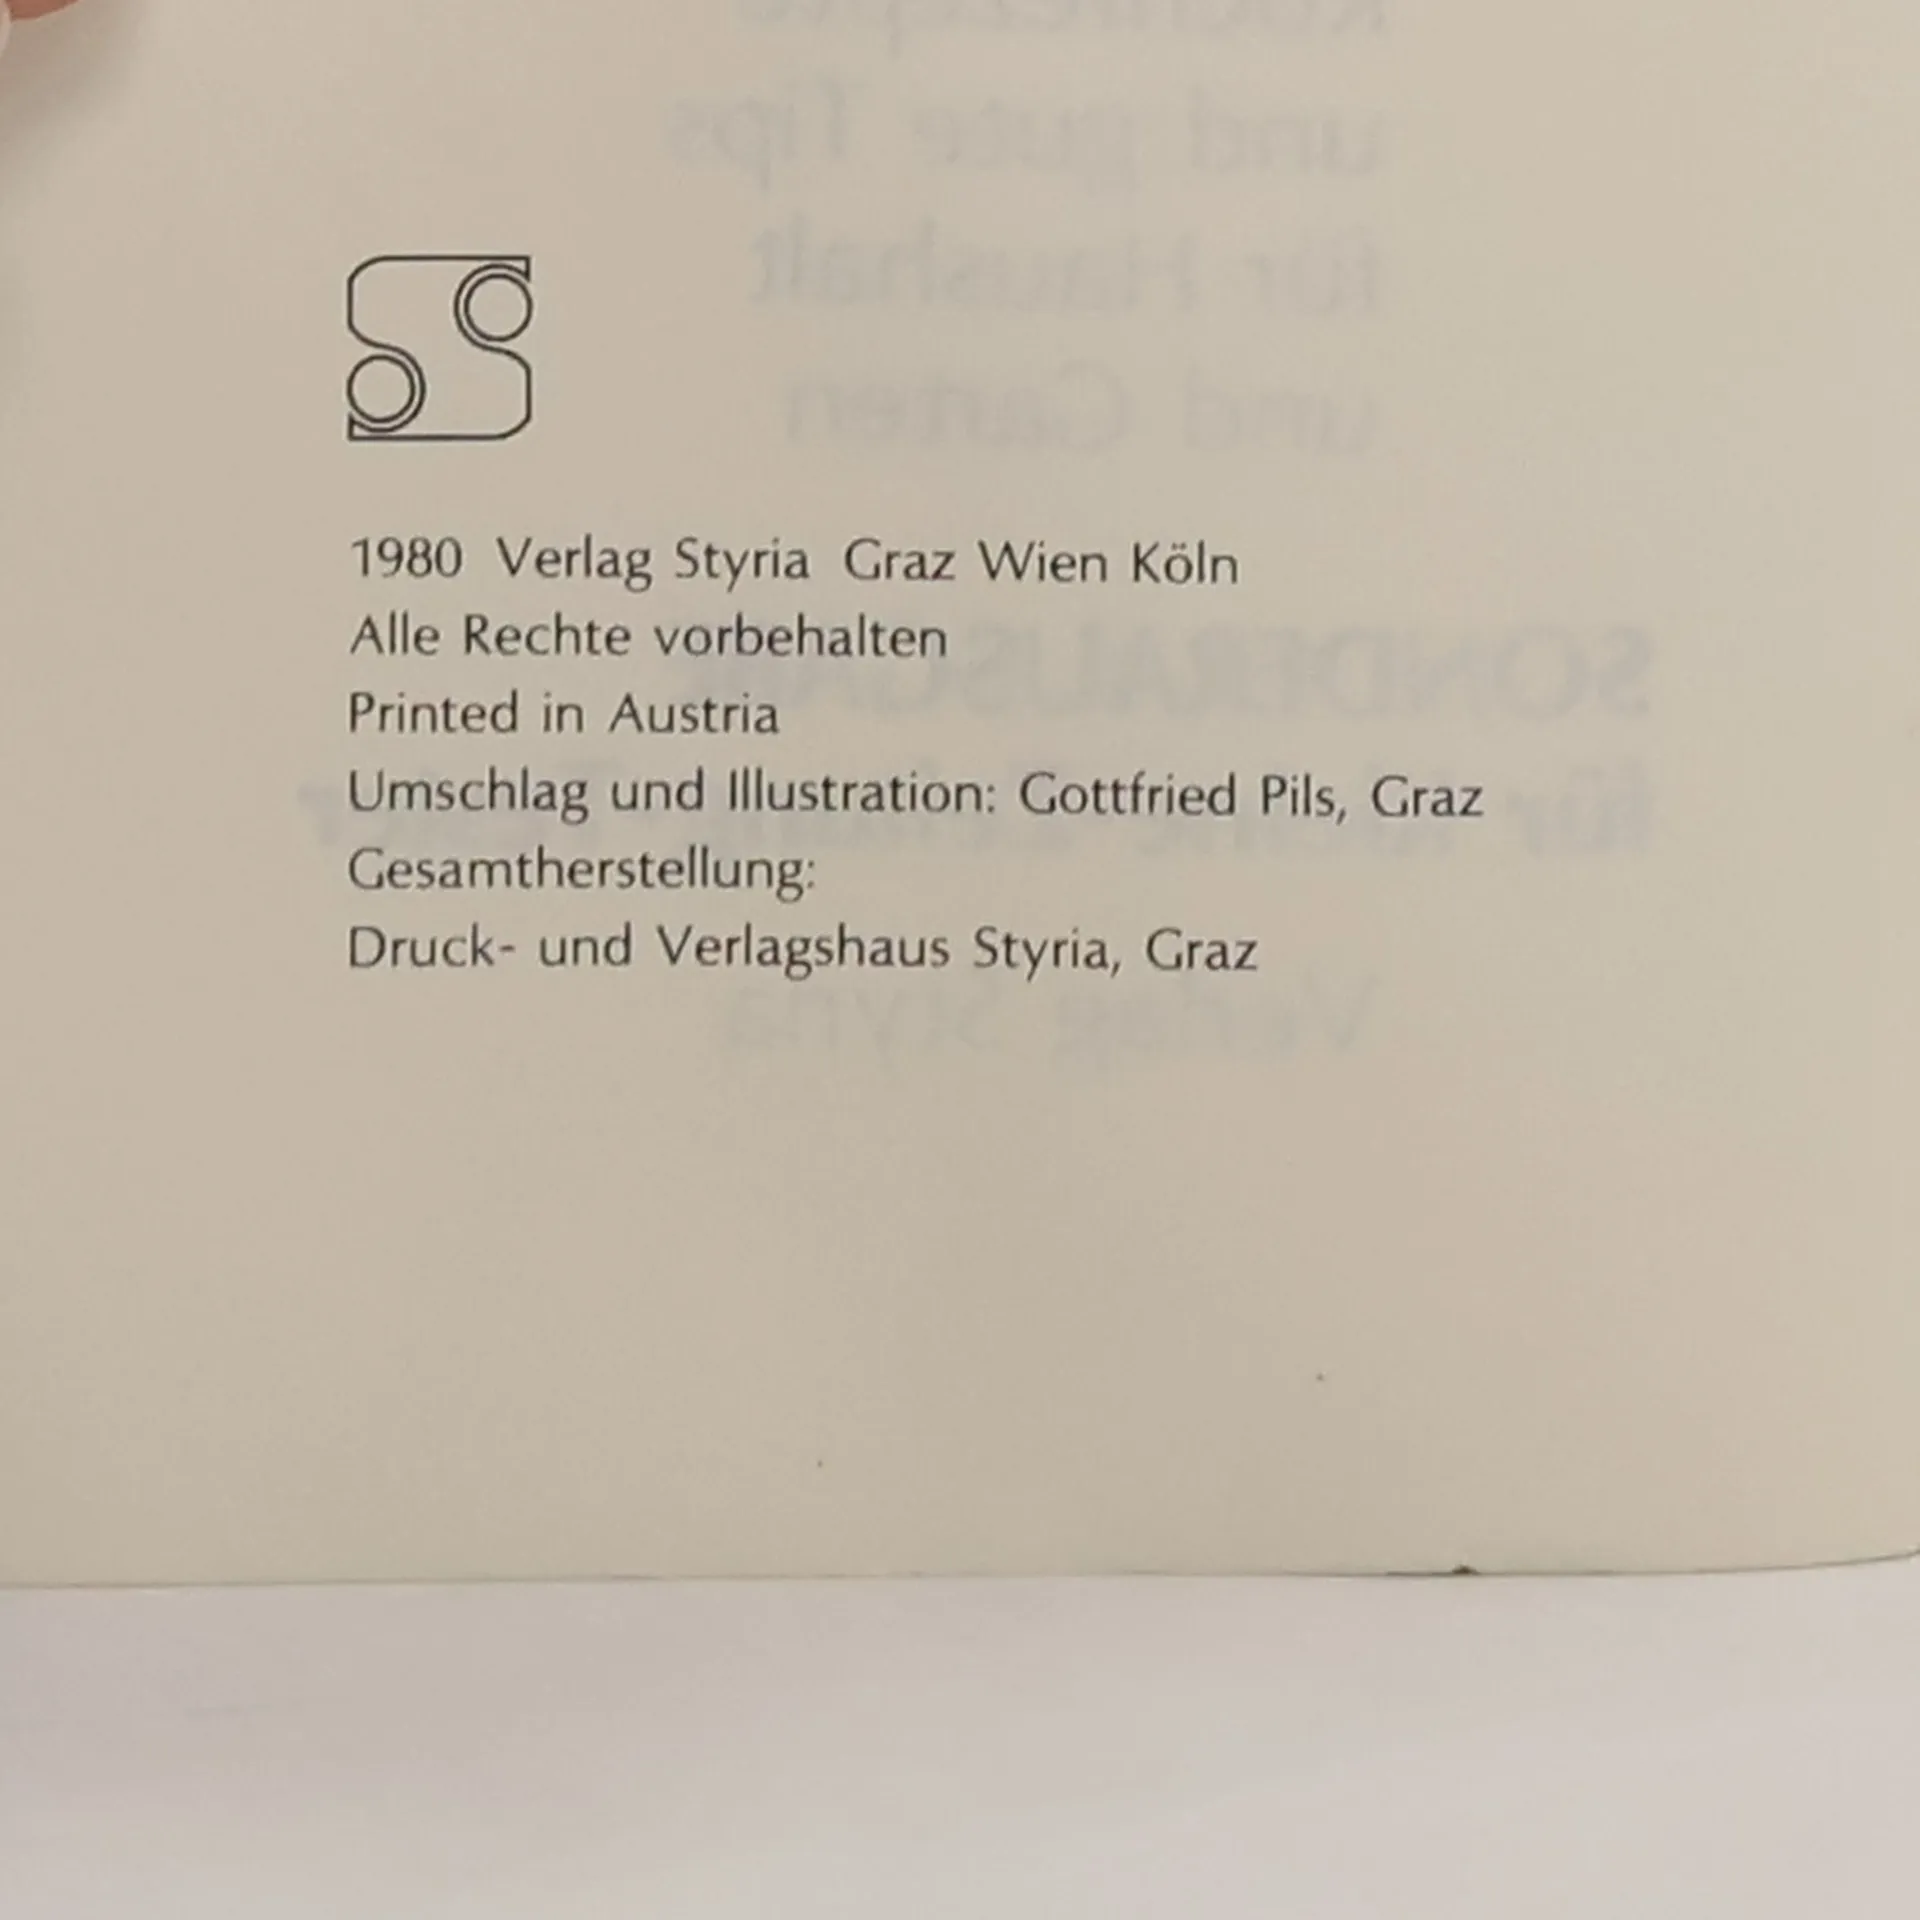 1980 Verlag Styria Graz Wien Köln
Alle Rechte vorbehalten
Printed in Austria
Umschlag und Illustration: Gottfried Pils, Graz
Gesamtherstellung:
Druck- und Verlagshaus Styria, Graz